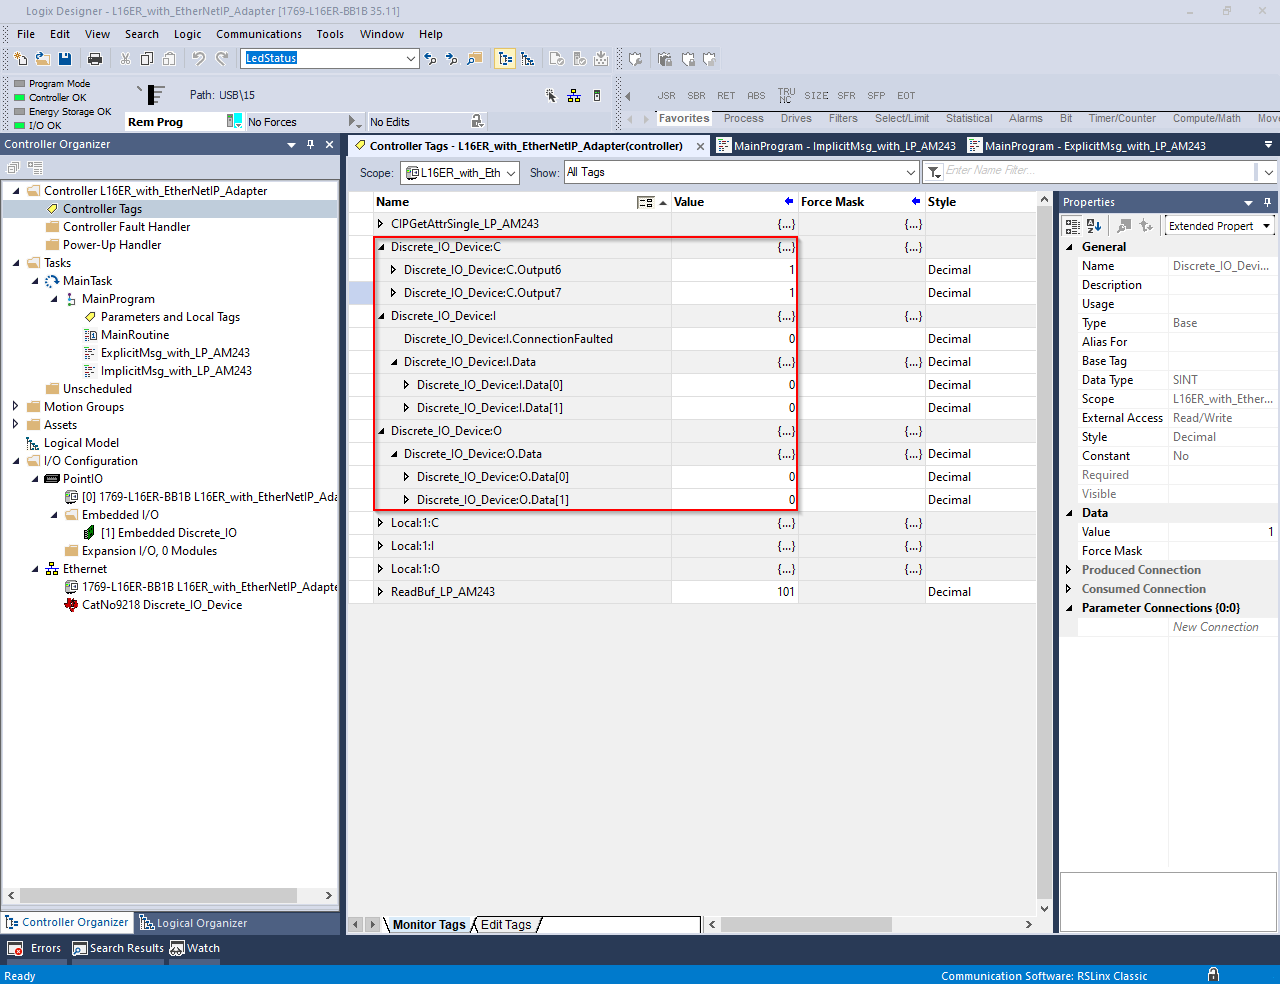 Logix Designer - L16ER_with_EtherNetIP_Adapter [1769-L16ER-BB1B 35.11]
File Edit View Search Logic Communications Tools Window Help
LedStatus
Program Mode
Controller OK
Energy Storage OK
I/O OK
Path: USB\15
Rem Prog
No Forces
No Edits
JSR SBR RET ABS TRUNC SIZE SFR SFP EOT
Favorites Process Drives Filters Select/Limit Statistical Alarms Bit Timer/Counter Compute/Math Move
Controller Organizer
Controller L16ER_with_EtherNetIP_Adapter
Controller Tags
Controller Fault Handler
Power-Up Handler
Tasks
MainTask
MainProgram
Parameters and Local Tags
MainRoutine
ExplicitMsg_with_LP_AM243
ImplicitMsg_with_LP_AM243
Unscheduled
Motion Groups
Assets
Logical Model
I/O Configuration
PointIO
[0] 1769-L16ER-BB1B L16ER_with_EtherNetIP_Ada
Embedded I/O
[1] Embedded Discrete_IO
Expansion I/O, 0 Modules
Ethernet
1769-L16ER-BB1B L16ER_with_EtherNetIP_Adapte
CatNo9218 Discrete_IO_Device
Controller Organizer Logical Organizer
Controller Tags - L16ER_with_EtherNetIP_Adapter(controller)
MainProgram - ImplicitMsg_with_LP_AM243
MainProgram - ExplicitMsg_with_LP_AM243
Scope: L16ER_with_Eth Show: All Tags Enter Name Filter...
Name Value Force Mask Style
CIPGetAttrSingle_LP_AM243 {...}
Discrete_IO_Device:C {...} {...}
Discrete_IO_Device:C.Output6 1 Decimal
Discrete_IO_Device:C.Output7 1 Decimal
Discrete_IO_Device:I {...} {...}
Discrete_IO_Device:I.ConnectionFaulted 0 Decimal
Discrete_IO_Device:I.Data {...} {...} Decimal
Discrete_IO_Device:I.Data[0] 0 Decimal
Discrete_IO_Device:I.Data[1] 0 Decimal
Discrete_IO_Device:O {...} {...}
Discrete_IO_Device:O.Data {...} {...} Decimal
Discrete_IO_Device:O.Data[0] 0 Decimal
Discrete_IO_Device:O.Data[1] 0 Decimal
Local:1:C {...} {...}
Local:1:I {...} {...}
Local:1:O {...} {...}
ReadBuf_LP_AM243 101 Decimal
Monitor Tags Edit Tags
Properties
Extended Propert
General
Name Discrete_IO_Devi...
Description
Usage
Type Base
Alias For
Base Tag
Data Type SINT
Scope L16ER_with_Ether...
External Access Read/Write
Style Decimal
Constant No
Required
Visible
Data
Value 1
Force Mask
Produced Connection
Consumed Connection
Parameter Connections {0:0}
New Connection
Errors Search Results Watch
Ready
Communication Software: RSLinx Classic